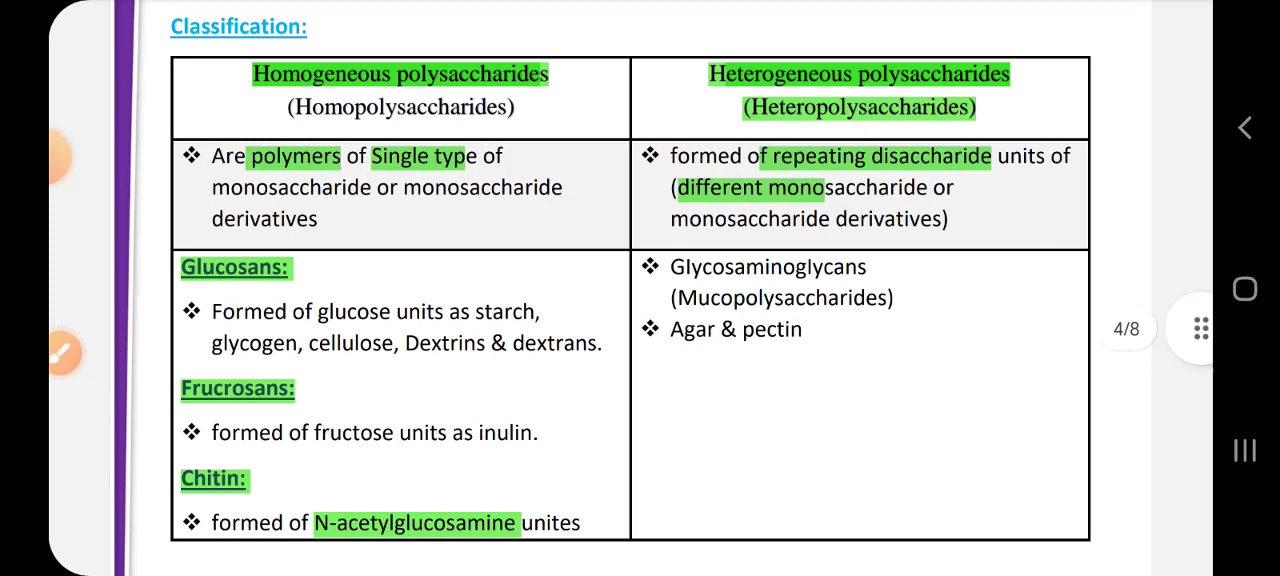 Classification:
Homogeneous polysaccharides
(Homopolysaccharides)
Heterogeneous polysaccharides
(Heteropolysaccharides)
❖ Are polymers of Single type of
monosaccharide or monosaccharide
derivatives
❖ formed of repeating disaccharide units of
(different monosaccharide or
monosaccharide derivatives)
Glucosans:
❖ Formed of glucose units as starch,
glycogen, cellulose, Dextrins & dextrans.
Frucrosans:
❖ formed of fructose units as inulin.
Chitin:
❖ formed of N-acetylglucosamine unites
❖ Glycosaminoglycans
(Mucopolysaccharides)
❖ Agar & pectin
4/8